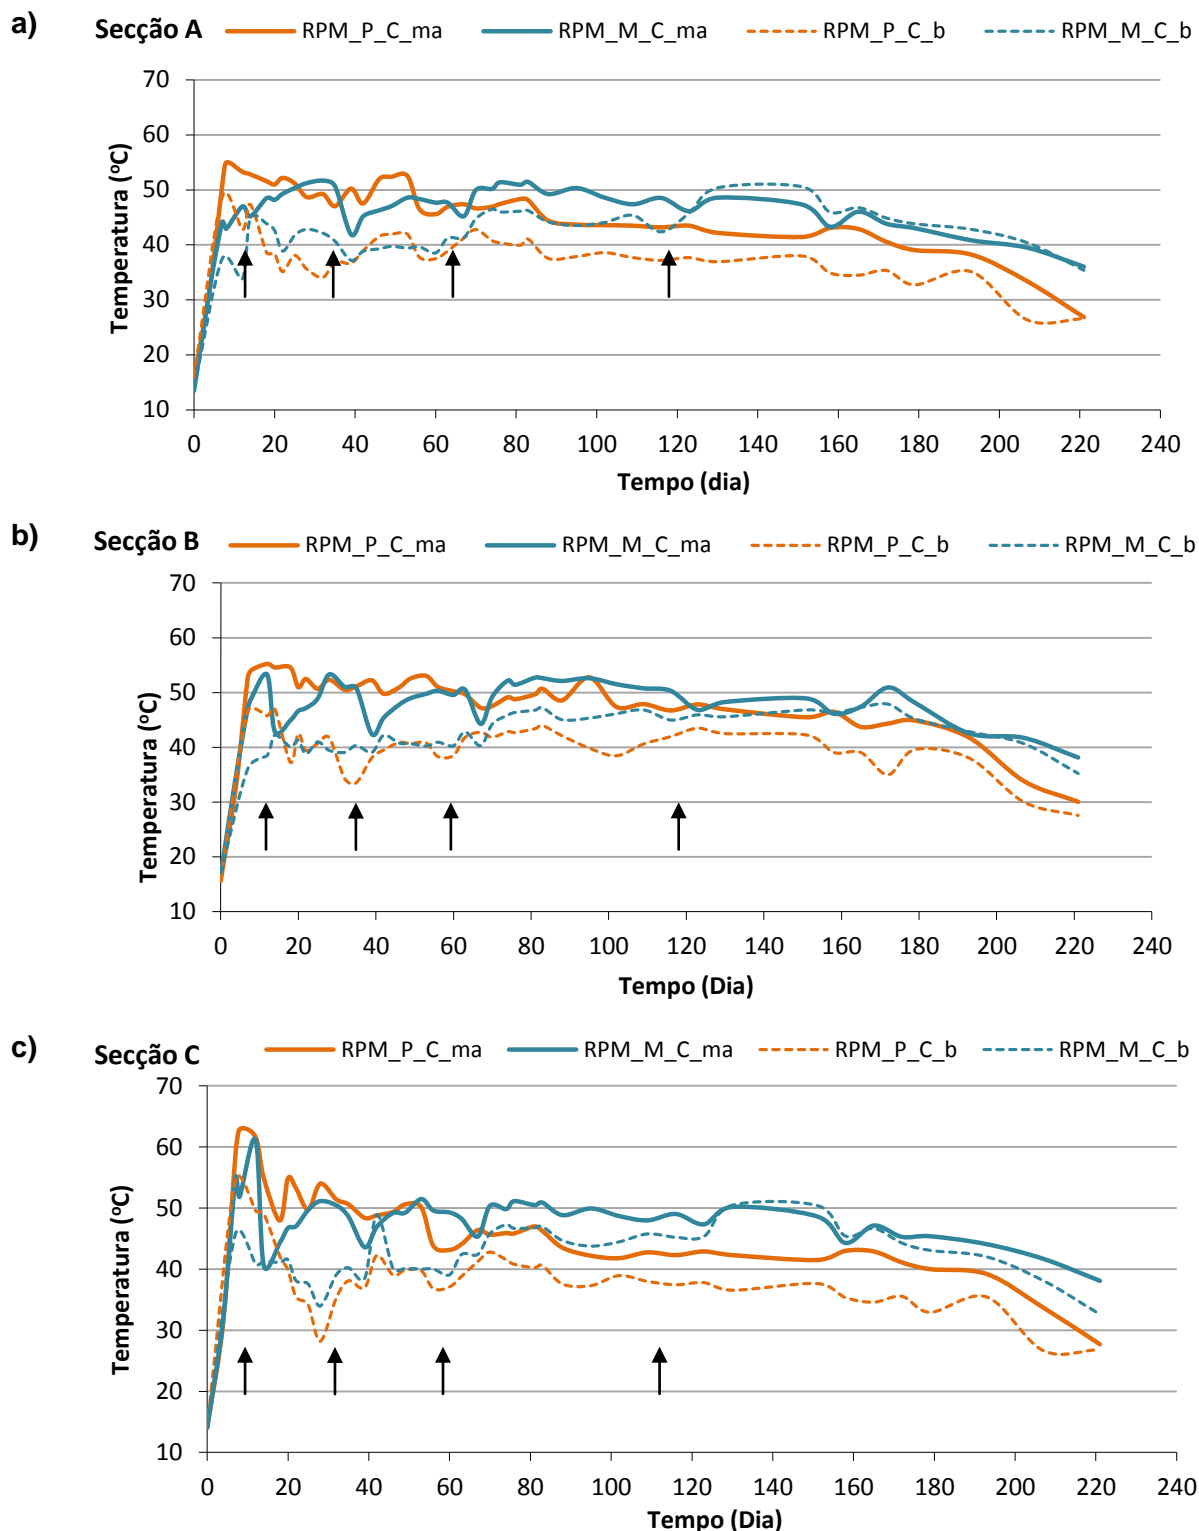 a) Secção A RPM_P_C_ma RPM_M_C_ma RPM_P_C_b RPM_M_C_b
70
60
50
40
30
20
10
Temperatura (ºC)
0 20 40 60 80 100 120 140 160 180 200 220 240
Tempo (dia)
b) Secção B RPM_P_C_ma RPM_M_C_ma RPM_P_C_b RPM_M_C_b
70
60
50
40
30
20
10
Temperatura (ºC)
0 20 40 60 80 100 120 140 160 180 200 220 240
Tempo (Dia)
c) Secção C RPM_P_C_ma RPM_M_C_ma RPM_P_C_b RPM_M_C_b
70
60
50
40
30
20
10
Temperatura (ºC)
0 20 40 60 80 100 120 140 160 180 200 220 240
Tempo (Dia)